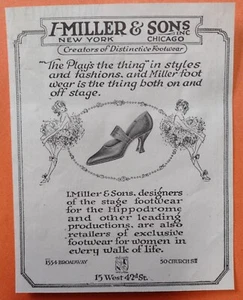 I. MILLER & SONS INC
NEW YORK CHICAGO
Creators of Distinctive Footwear
"The Play's the thing" in styles
and fashions, and Miller foot
wear is the thing both on and
off stage.
I. Miller & Sons, designers
of the stage footwear
for the Hippodrome
and other leading
productions, are also
retailers of exclusive
footwear for women in
every walk of life.
1554 BROADWAY
50 CHURCH ST
15 West 42d St.